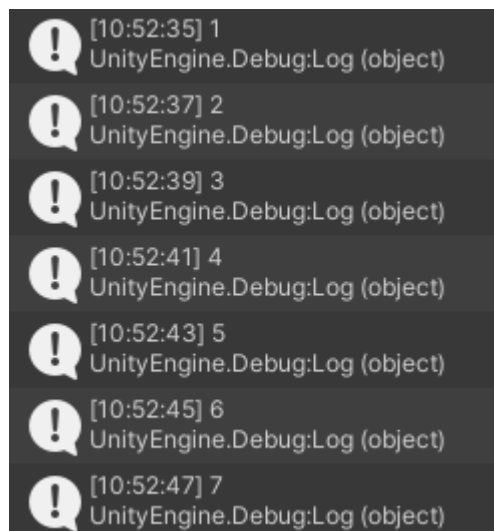 [10:52:35] 1
UnityEngine.Debug:Log (object)
[10:52:37] 2
UnityEngine.Debug:Log (object)
[10:52:39] 3
UnityEngine.Debug:Log (object)
[10:52:41] 4
UnityEngine.Debug:Log (object)
[10:52:43] 5
UnityEngine.Debug:Log (object)
[10:52:45] 6
UnityEngine.Debug:Log (object)
[10:52:47] 7
UnityEngine.Debug:Log (object)